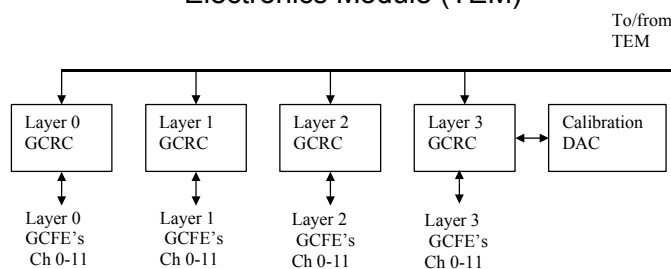 Electronics Module (TEM)
To/from
TEM
Layer 0
GCRC
Layer 1
GCRC
Layer 2
GCRC
Layer 3
GCRC
Calibration
DAC
Layer 0
GCFE's
Ch 0-11
Layer 1
GCFE's
Ch 0-11
Layer 2
GCFE's
Ch 0-11
Layer 3
GCFE's
Ch 0-11